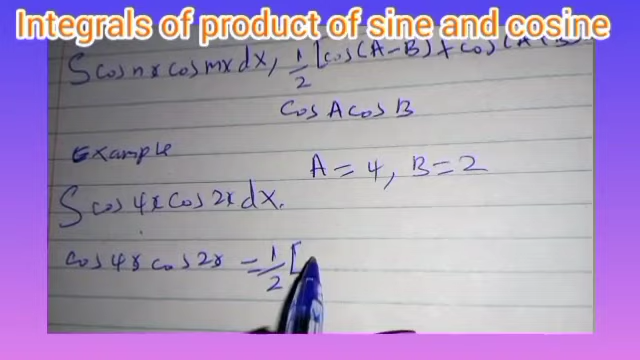 Integrals of product of sine and cosine
∫ cos nx cos mx dx, 1/2 [cos(A-B) + cos(A+B
cos A cos B
Example
A = 4, B = 2
∫ cos 4x cos 2x dx.
cos 4x cos 2x = 1/2 [